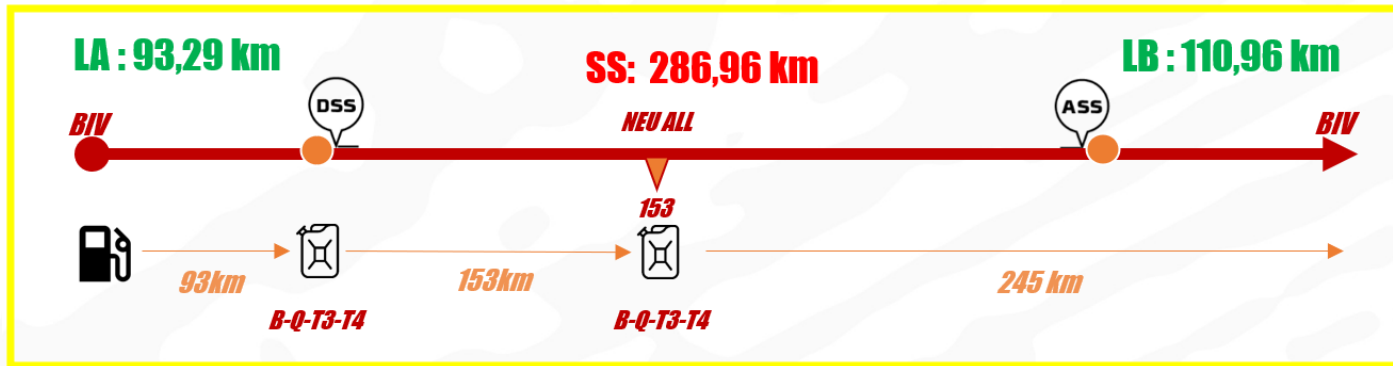 LA : 93,29 km
SS: 286,96 km
LB : 110,96 km
DSS
ASS
BIV
NEU ALL
BIV
153
93km
153km
245 km
B-Q-T3-T4
B-Q-T3-T4